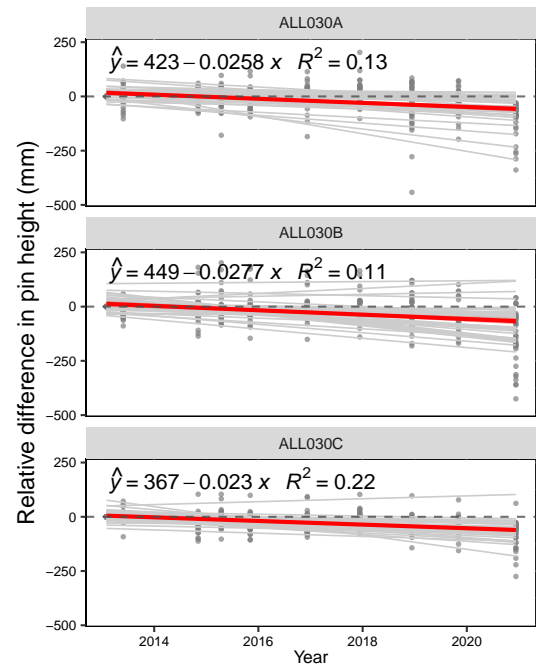 ALL030A
250
0
−250
−500
ŷ = 423 − 0.0258 x R² = 0.13
ALL030B
250
0
−250
−500
ŷ = 449 − 0.0277 x R² = 0.11
ALL030C
250
0
−250
−500
ŷ = 367 − 0.023 x R² = 0.22
2014 2016 2018 2020
Year
Relative difference in pin height (mm)